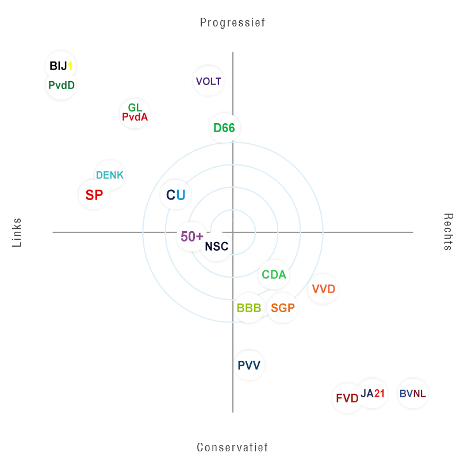 Progressief
BIJ1
PvdD
VOLT
GL
PvdA
D66
DENK
SP
CU
50+
NSC
Links
Rechts
CDA
VVD
BBB
SGP
PVV
FVD
JA21
BVNL
Conservatief